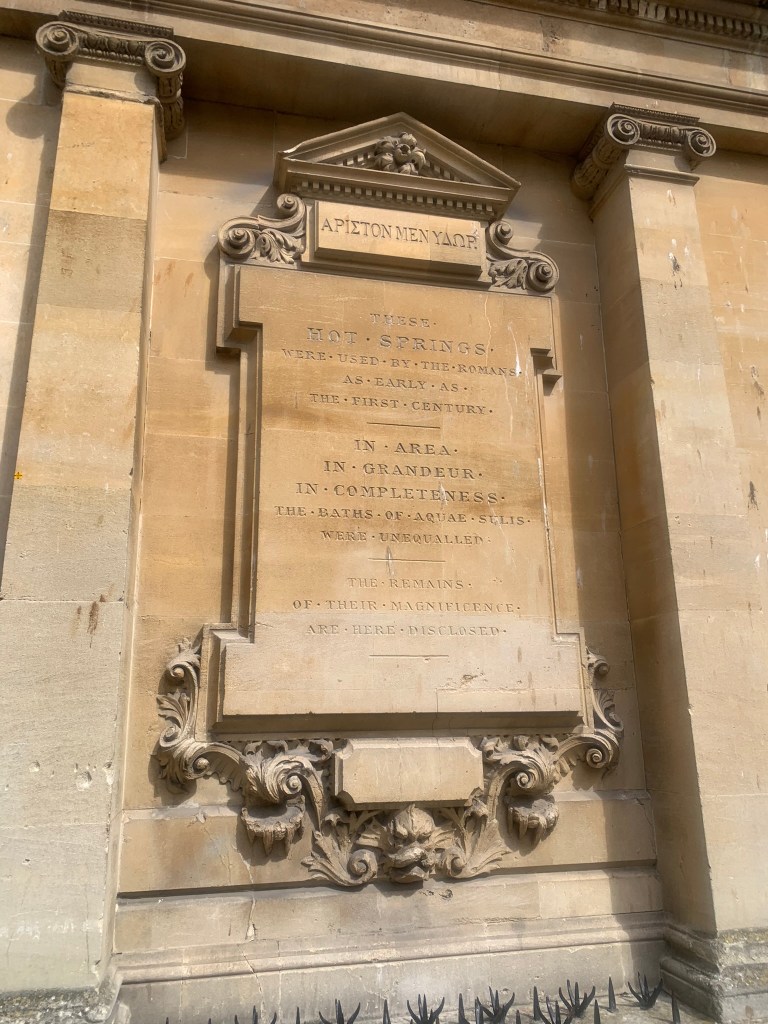 ΑΡΙΣΤΟΝ ΜΕΝ ΥΔΩΡ
THESE·
HOT·SPRINGS·
WERE·USED·BY·THE·ROMANS·
AS·EARLY·AS·
THE·FIRST·CENTURY·
IN·AREA·
IN·GRANDEUR·
IN·COMPLETENESS·
THE·BATHS·OF·AQUAE·SULIS·
WERE·UNEQUALLED·
THE·REMAINS·
OF·THEIR·MAGNIFICENCE·
ARE·HERE·DISCLOSED·